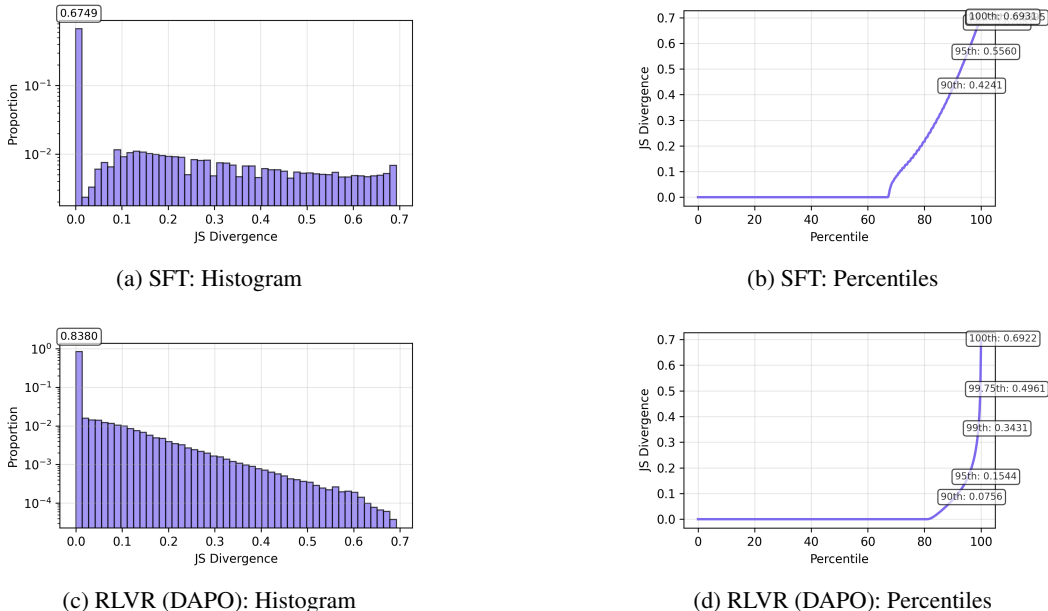 0.6749
10⁻¹
10⁻²
Proportion
0.0 0.1 0.2 0.3 0.4 0.5 0.6 0.7
JS Divergence
(a) SFT: Histogram
0.7
0.6
0.5
0.4
0.3
0.2
0.1
0.0
JS Divergence
100th: 0.6931
95th: 0.5560
90th: 0.4241
0 20 40 60 80 100
Percentile
(b) SFT: Percentiles
0.8380
10⁰
10⁻¹
10⁻²
10⁻³
10⁻⁴
Proportion
0.0 0.1 0.2 0.3 0.4 0.5 0.6 0.7
JS Divergence
(c) RLVR (DAPO): Histogram
0.7
0.6
0.5
0.4
0.3
0.2
0.1
0.0
JS Divergence
100th: 0.6922
99.75th: 0.4961
99th: 0.3431
95th: 0.1544
90th: 0.0756
0 20 40 60 80 100
Percentile
(d) RLVR (DAPO): Percentiles